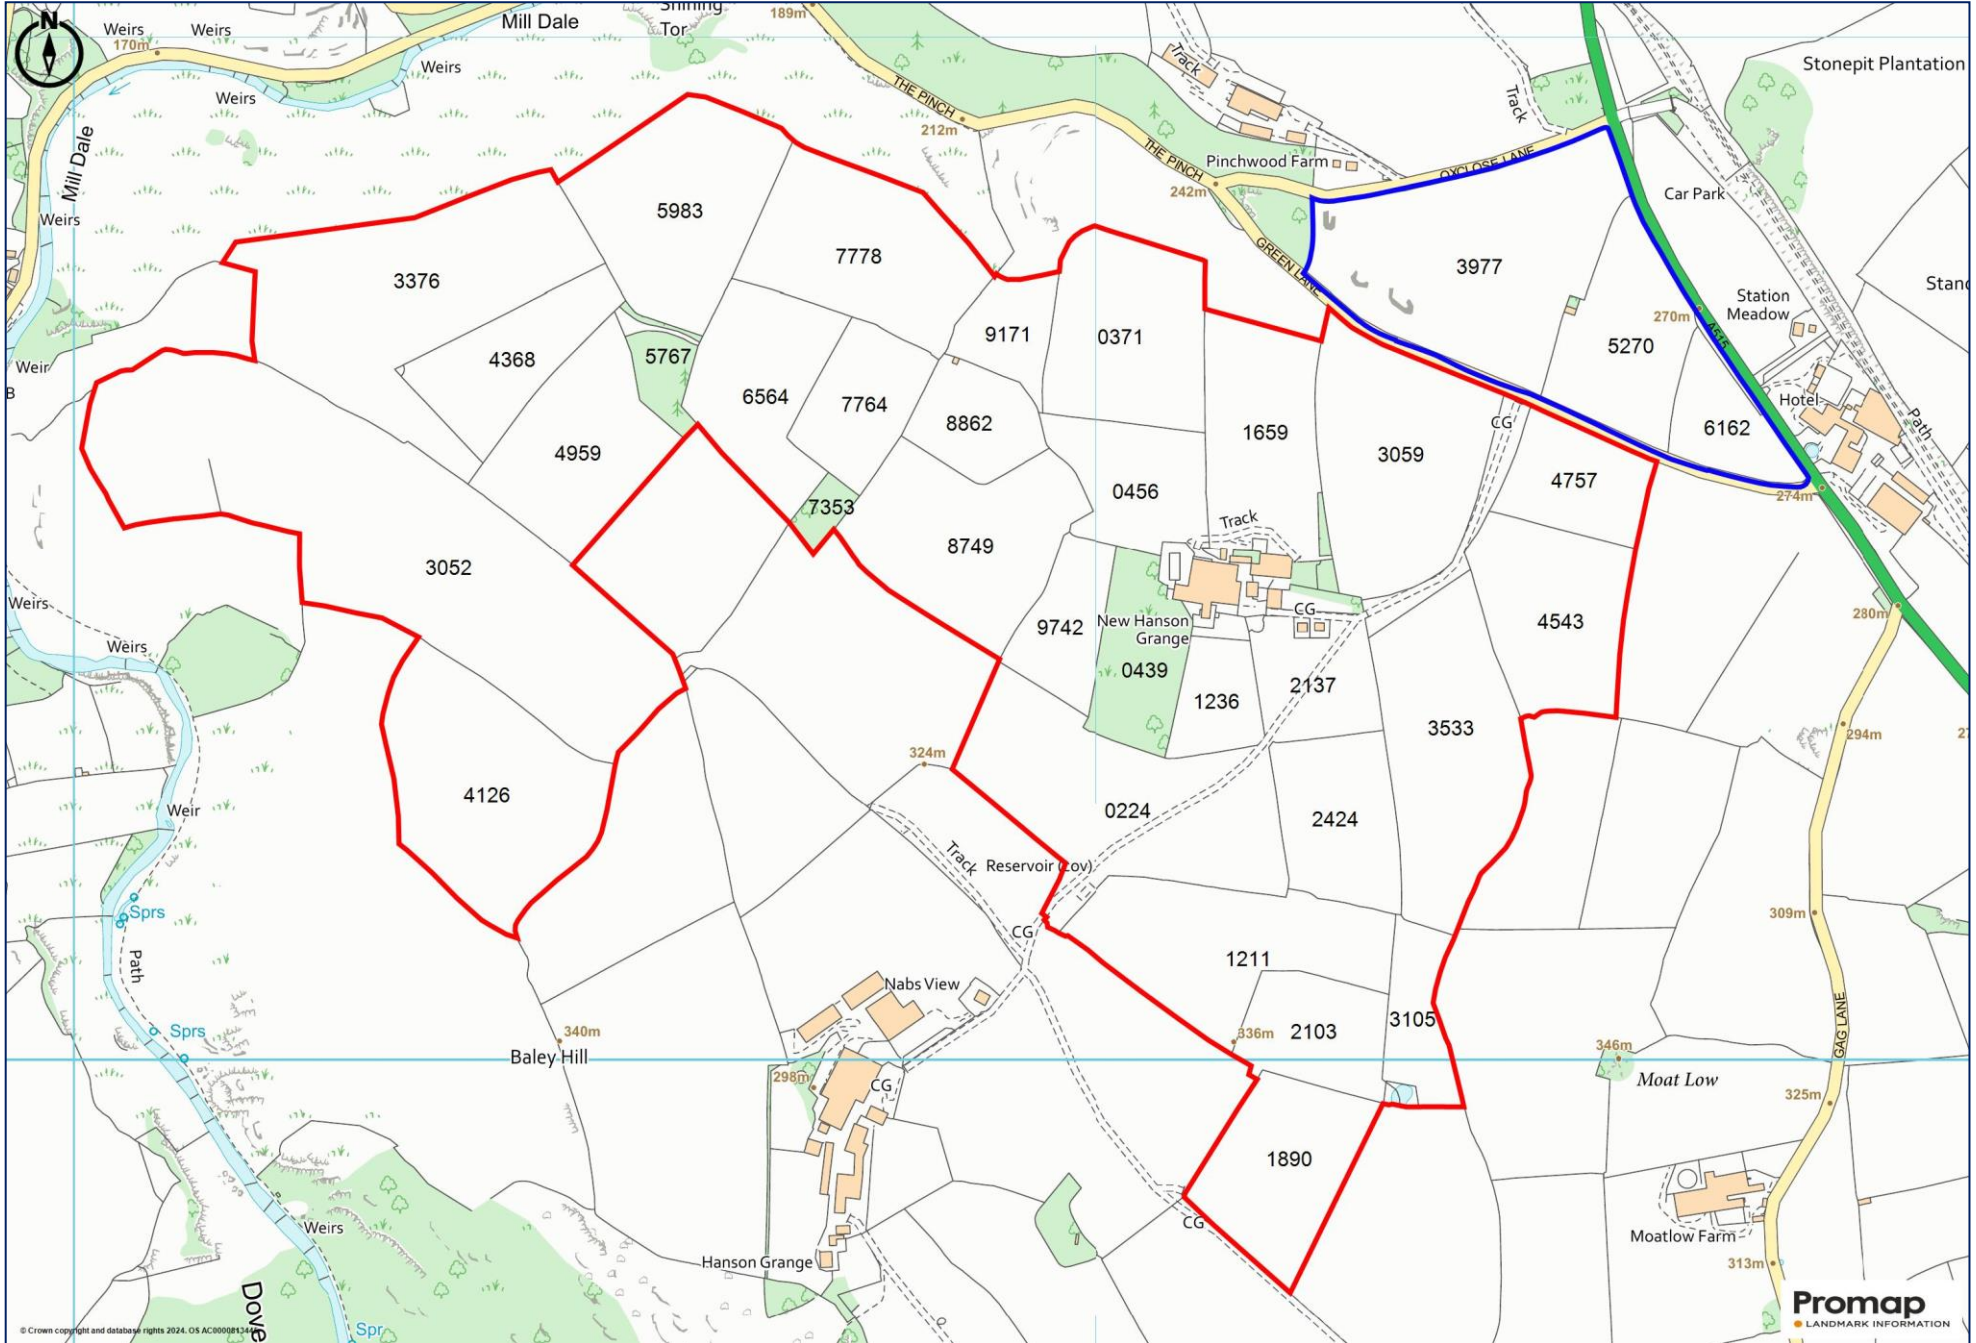 N
Weirs
Weirs
170m
Mill Dale
Shining
Tor
189m
Weirs
Weirs
Mill Dale
Weirs
Weir
B
THE PINCH
212m
THE PINCH
242m
Track
Pinchwood Farm
Track
OXCLOSE LANE
GREEN LANE
Stonepit Plantation
Car Park
Station
Meadow
270m
A515
Hotel
Path
274m
280m
294m
309m
GAG LANE
325m
313m
5983
7778
3376
4368
5767
4959
6564
7764
9171
8862
0371
1659
3059
3977
5270
6162
4757
CG
0456
7353
8749
3052
Track
New Hanson
Grange
CG
9742
0439
1236
2137
4543
3533
4126
324m
0224
2424
Track
Reservoir (cov)
CG
1211
2103
336m
3105
1890
CG
Weirs
Weirs
Weir
Sprs
Path
Sprs
340m
Baley Hill
Nabs View
298m
CG
Hanson Grange
Weirs
Dove
Spr
346m
Moat Low
Moatlow Farm
Promap
LANDMARK INFORMATION